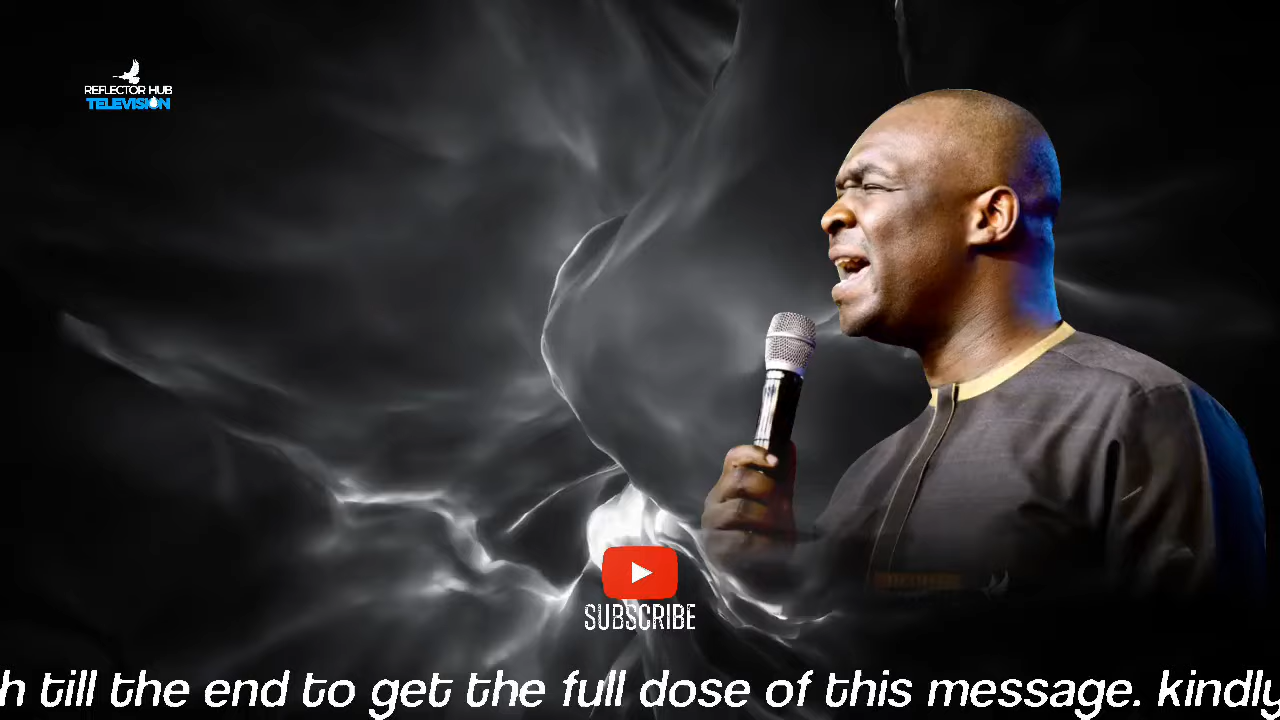 REFLECTOR HUB
TELEVISION
SUBSCRIBE
h till the end to get the full dose of this message. kindly